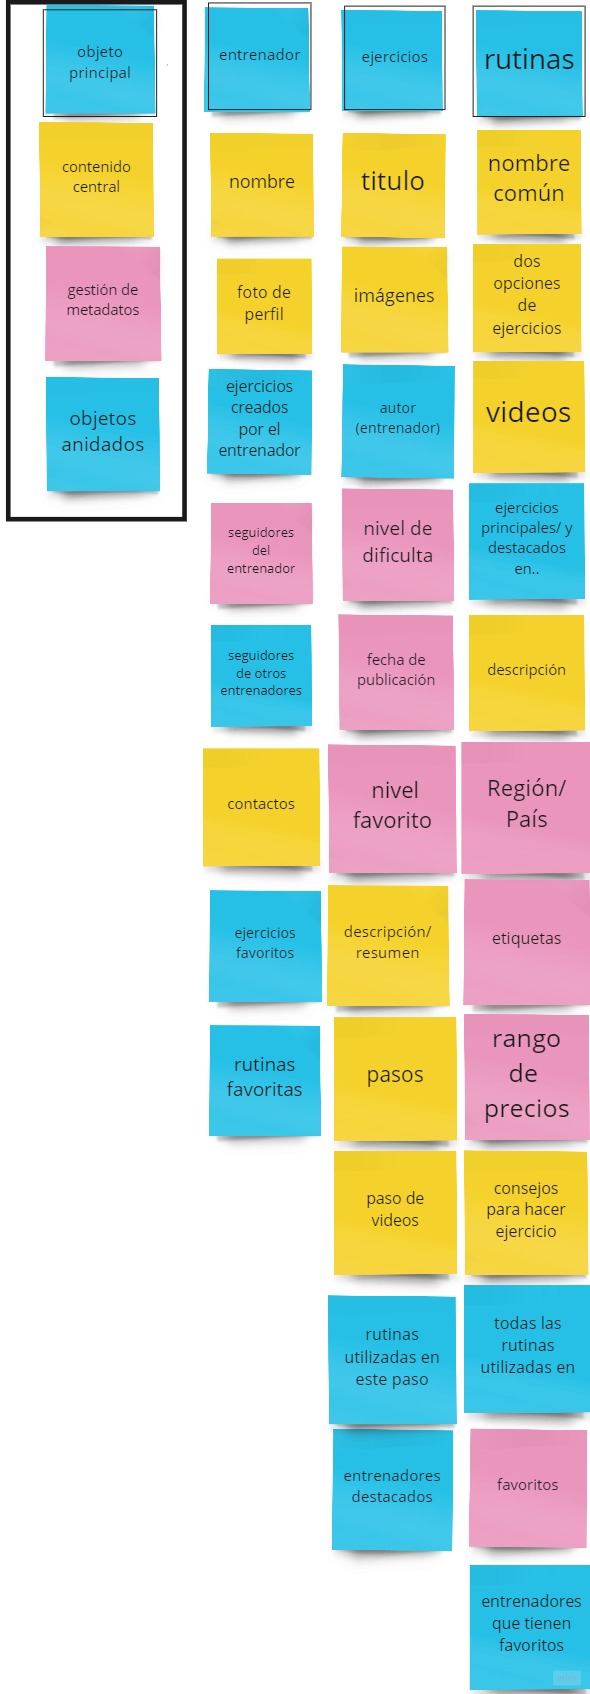 objeto
principal
contenido
central
gestión de
metadatos
objetos
anidados
entrenador
nombre
foto de
perfil
ejercicios
creados
por el
entrenador
seguidores
del
entrenador
seguidores
de otros
entrenadores
contactos
ejercicios
favoritos
rutinas
favoritas
ejercicios
titulo
imágenes
autor
(entrenador)
nivel de
dificulta
fecha de
publicación
nivel
favorito
descripción/
resumen
pasos
paso de
videos
rutinas
utilizadas en
este paso
entrenadores
destacados
rutinas
nombre
común
dos
opciones
de
ejercicios
videos
ejercicios
principales/ y
destacados
en..
descripción
Región/
País
etiquetas
rango
de
precios
consejos
para hacer
ejercicio
todas las
rutinas
utilizadas en
favoritos
entrenadores
que tienen
favoritos